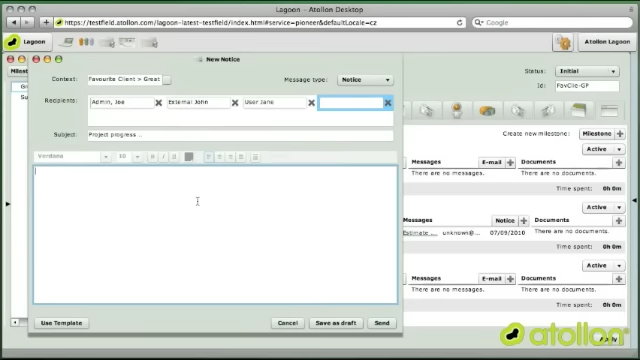 Lagoon - Atollon Desktop
https://testfield.atollon.com/lagoon-latest-testfield/index.html#service=pioneer&defaultLocale=cz
Google
Lagoon
Atollon Lagoon
New Notice
Context: Favourite Client > Great
Message type: Notice
Recipients: Admin, Joe External John User Jane
Subject: Project progress ..
Verdana 10 B I U
Use Template Cancel Save as draft Send
Status: Initial
Id: FavClie-GP
Create new milestone: Milestone
Active
Messages E-mail Documents
There are no messages. There are no documents.
Time spent: 0h 0m
Active
Messages Notice Documents
Estimate ... unknown@... 07/09/2010 There are no documents.
Time spent: 0h 0m
Active
Messages E-mail Documents
There are no messages. There are no documents.
Time spent: 0h 0m
Apply
atollon